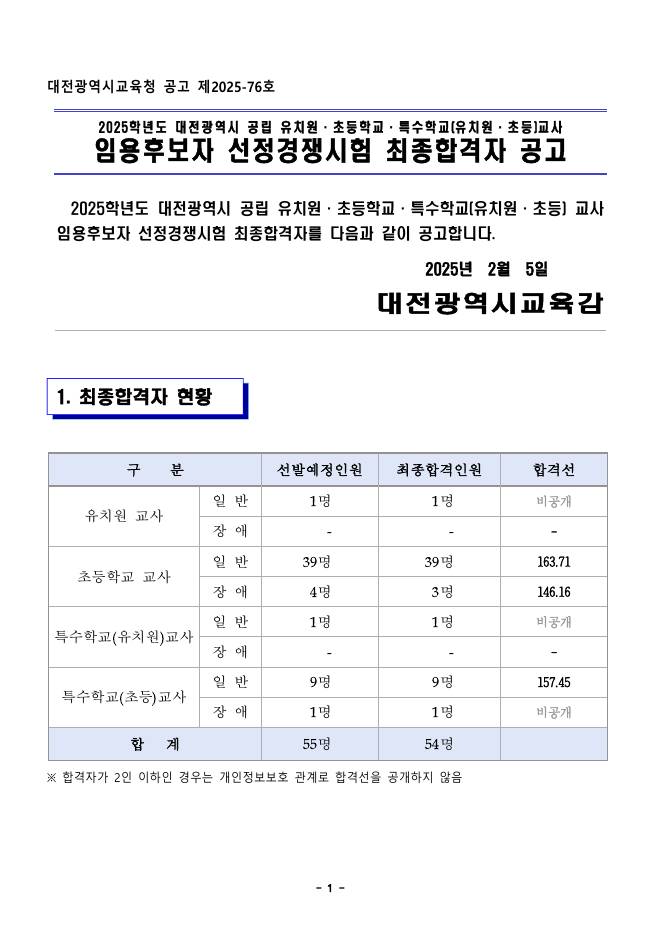 대전광역시교육청 공고 제2025-76호
2025학년도 대전광역시 공립 유치원·초등학교·특수학교(유치원·초등)교사
임용후보자 선정경쟁시험 최종합격자 공고
2025학년도 대전광역시 공립 유치원·초등학교·특수학교(유치원·초등) 교사
임용후보자 선정경쟁시험 최종합격자를 다음과 같이 공고합니다.
2025년 2월 5일
대전광역시교육감
1. 최종합격자 현황
구 분 선발예정인원 최종합격인원 합격선
유치원 교사 일 반 1명 1명 비공개
장 애 - - -
초등학교 교사 일 반 39명 39명 163.71
장 애 4명 3명 146.16
특수학교(유치원)교사 일 반 1명 1명 비공개
장 애 - - -
특수학교(초등)교사 일 반 9명 9명 157.45
장 애 1명 1명 비공개
합 계 55명 54명
※ 합격자가 2인 이하인 경우는 개인정보보호 관계로 합격선을 공개하지 않음
- 1 -